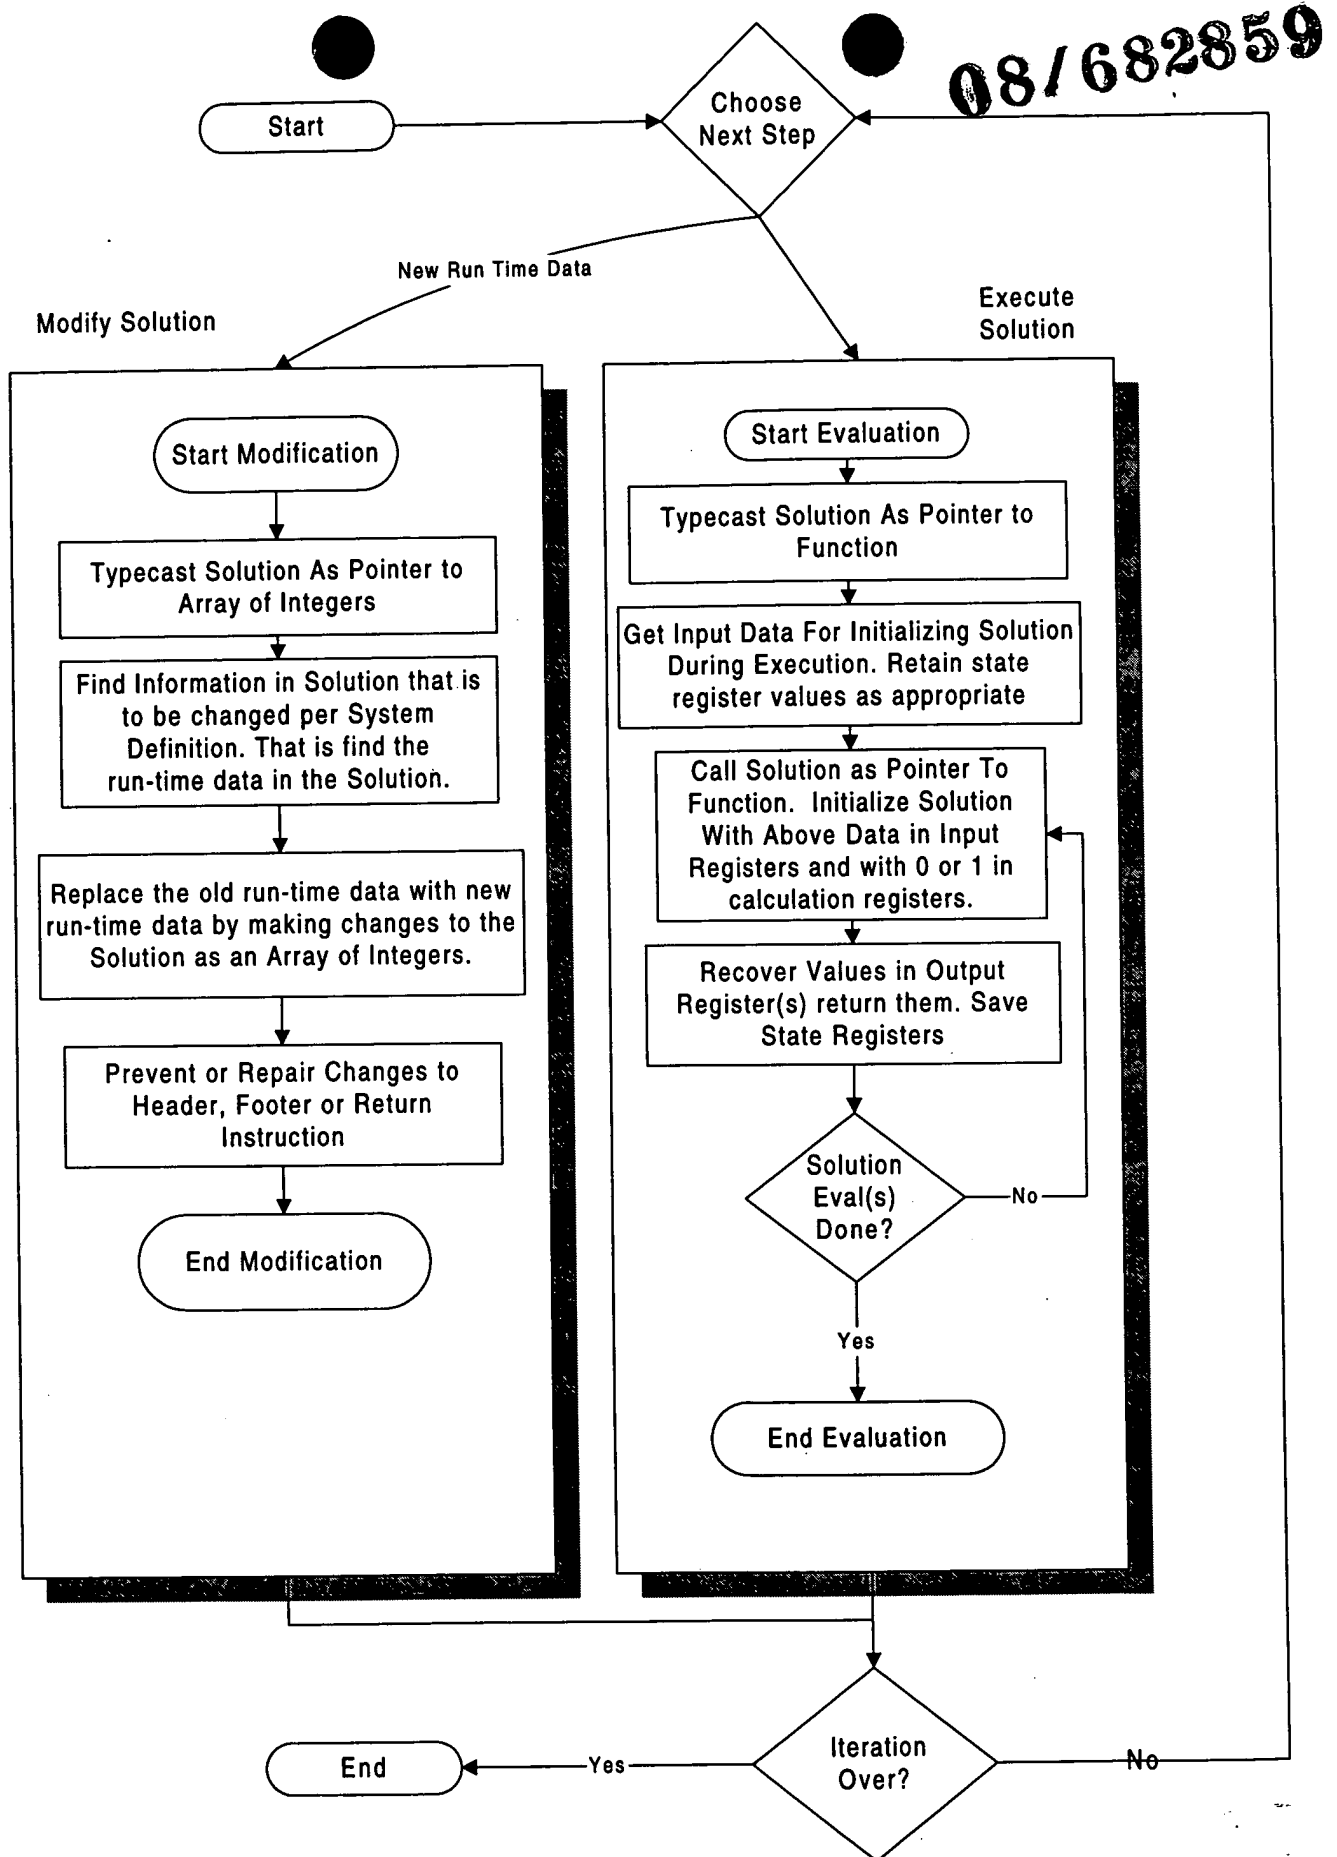 08/682859
Start
Choose
Next Step
New Run Time Data
Modify Solution
Execute
Solution
Start Modification
Typecast Solution As Pointer to
Array of Integers
Find Information in Solution that is
to be changed per System
Definition. That is find the
run-time data in the Solution.
Replace the old run-time data with new
run-time data by making changes to the
Solution as an Array of Integers.
Prevent or Repair Changes to
Header, Footer or Return
Instruction
End Modification
Start Evaluation
Typecast Solution As Pointer to
Function
Get Input Data For Initializing Solution
During Execution. Retain state
register values as appropriate
Call Solution as Pointer To
Function. Initialize Solution
With Above Data in Input
Registers and with 0 or 1 in
calculation registers.
Recover Values in Output
Register(s) return them. Save
State Registers
Solution
Eval(s)
Done?
No
Yes
End Evaluation
Iteration
Over?
Yes
No
End